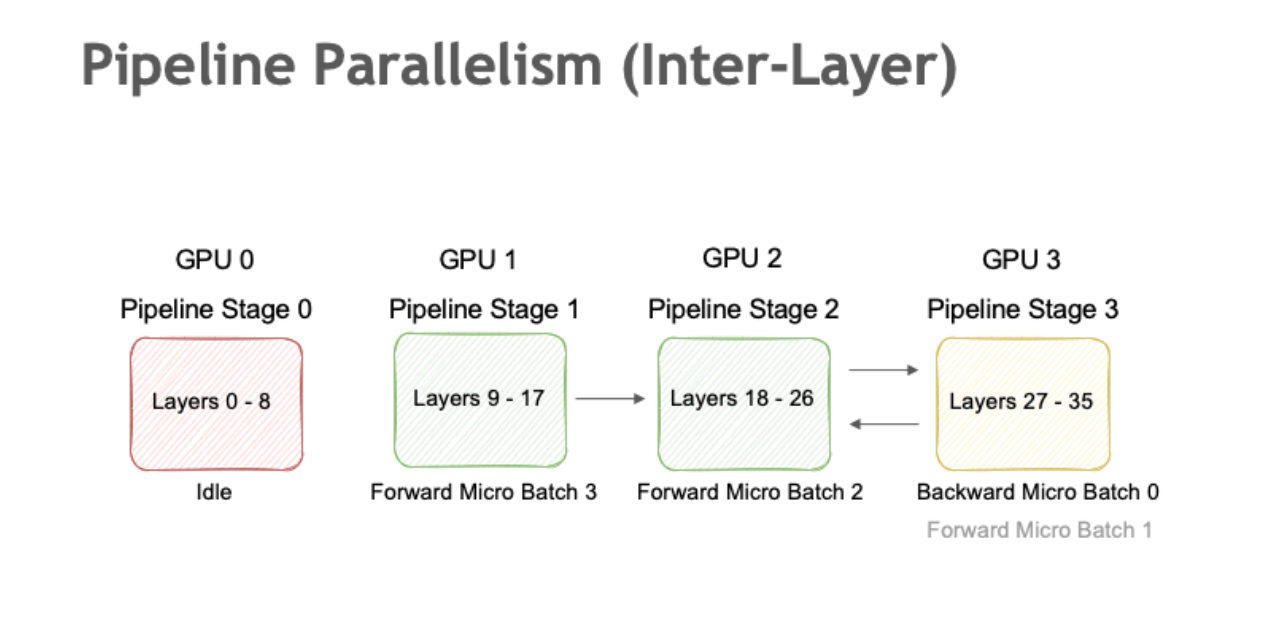 Pipeline Parallelism (Inter-Layer)
GPU 0
GPU 1
GPU 2
GPU 3
Pipeline Stage 0
Pipeline Stage 1
Pipeline Stage 2
Pipeline Stage 3
Layers 0 - 8
Layers 9 - 17
Layers 18 - 26
Layers 27 - 35
Idle
Forward Micro Batch 3
Forward Micro Batch 2
Backward Micro Batch 0
Forward Micro Batch 1